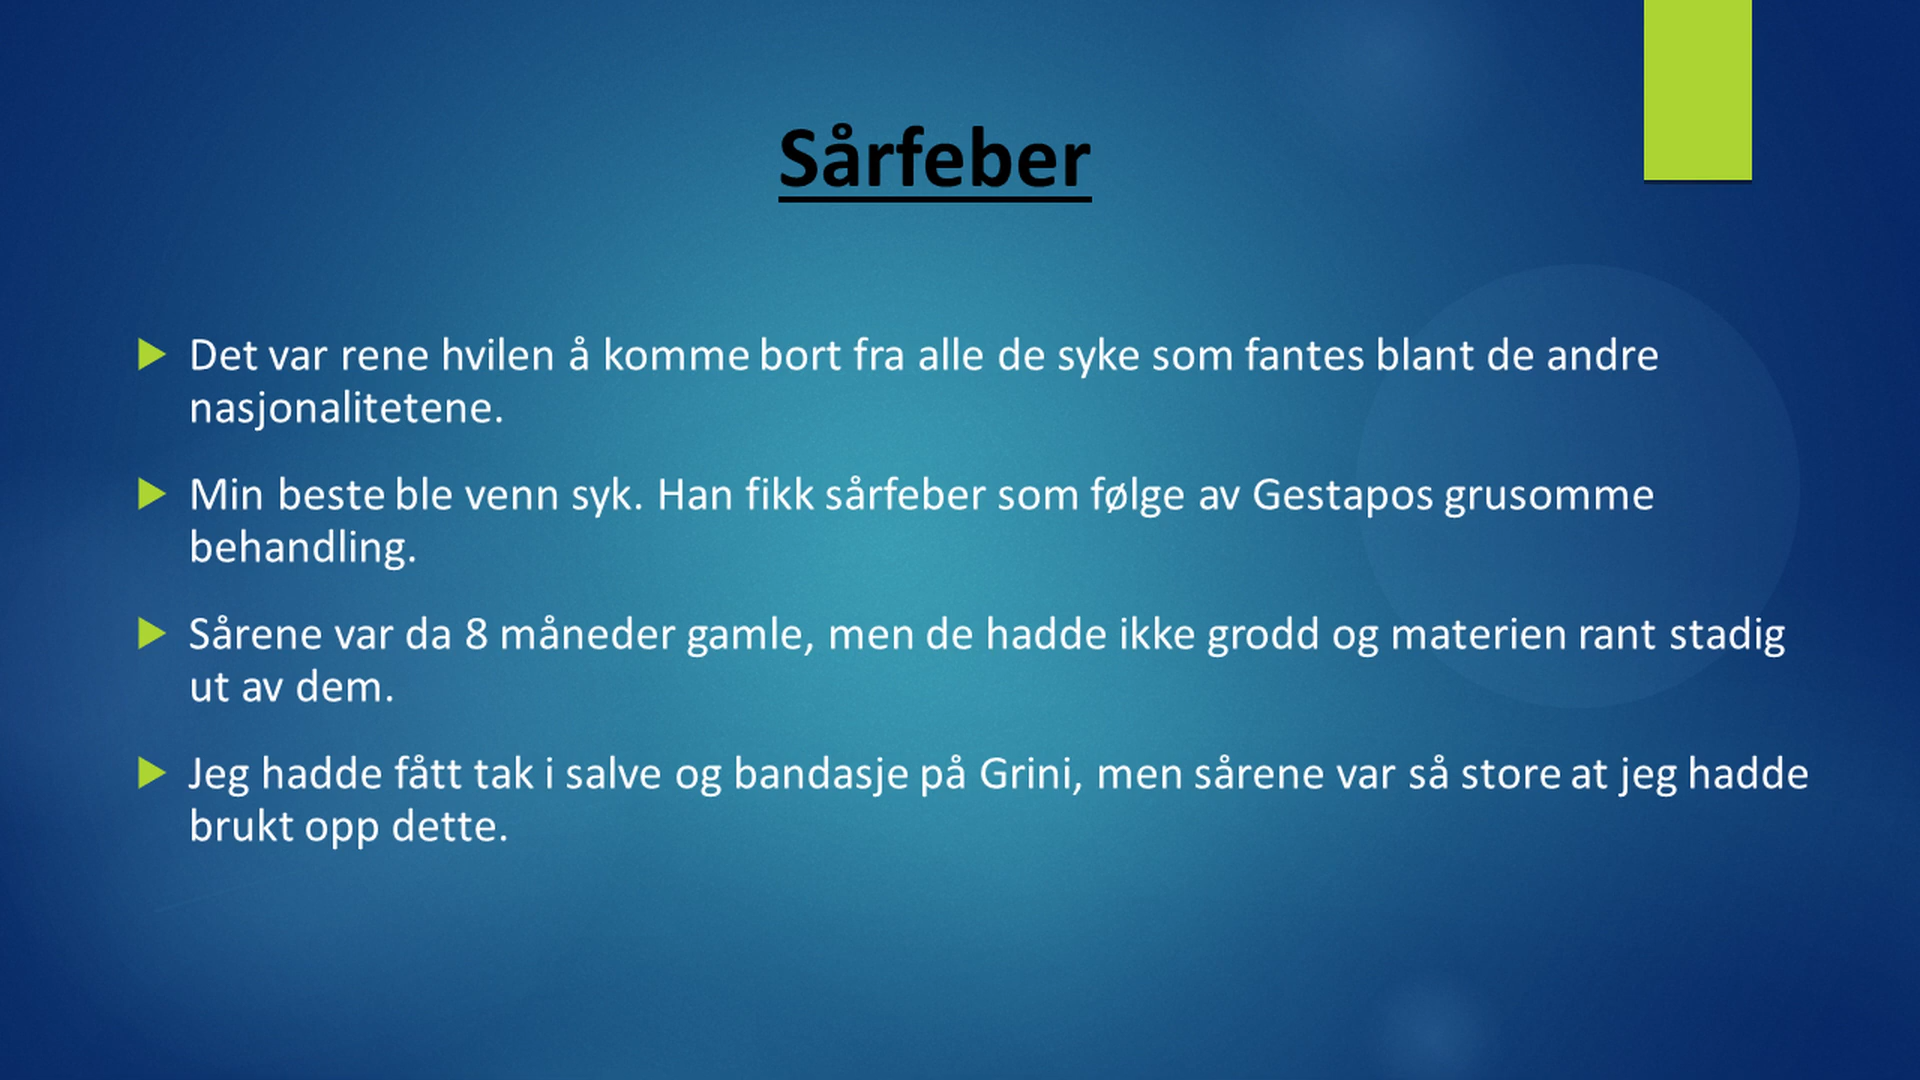 Sårfeber
Det var rene hvilen å komme bort fra alle de syke som fantes blant de andre
nasjonalitetene.
Min beste ble venn syk. Han fikk sårfeber som følge av Gestapos grusomme
behandling.
Sårene var da 8 måneder gamle, men de hadde ikke grodd og materien rant stadig
ut av dem.
Jeg hadde fått tak i salve og bandasje på Grini, men sårene var så store at jeg hadde
brukt opp dette.